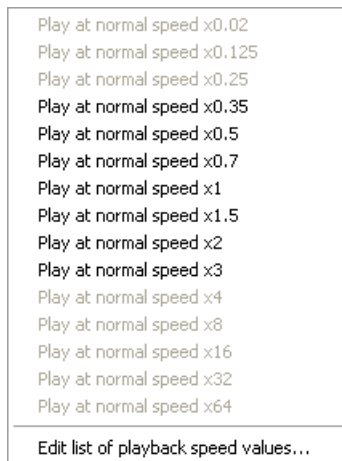 Play at normal speed x0.02
Play at normal speed x0.125
Play at normal speed x0.25
Play at normal speed x0.35
Play at normal speed x0.5
Play at normal speed x0.7
Play at normal speed x1
Play at normal speed x1.5
Play at normal speed x2
Play at normal speed x3
Play at normal speed x4
Play at normal speed x8
Play at normal speed x16
Play at normal speed x32
Play at normal speed x64
Edit list of playback speed values...